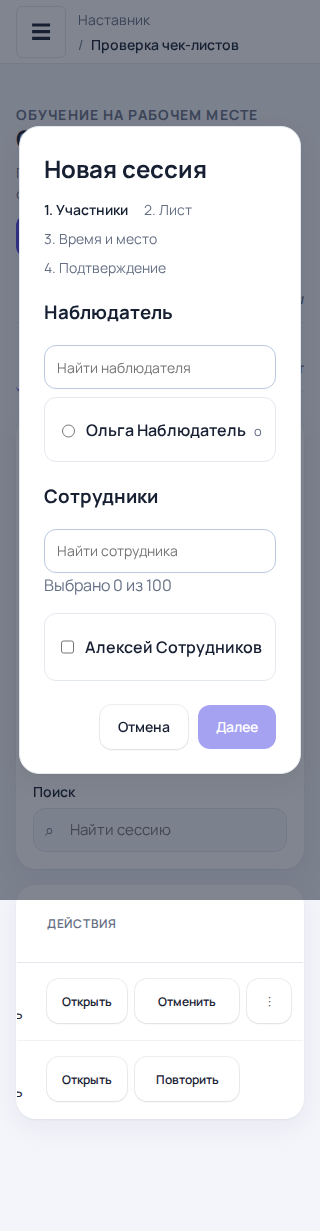 Наставник
/ Проверка чек-листов
ОБУЧЕНИЕ НА РАБОЧЕМ МЕСТЕ
Новая сессия
1. Участники 2. Лист
3. Время и место
4. Подтверждение
Наблюдатель
Найти наблюдателя
Ольга Наблюдатель о
Сотрудники
Найти сотрудника
Выбрано 0 из 100
Алексей Сотрудников
Отмена Далее
Поиск
Найти сессию
ДЕЙСТВИЯ
Открыть Отменить
Открыть Повторить